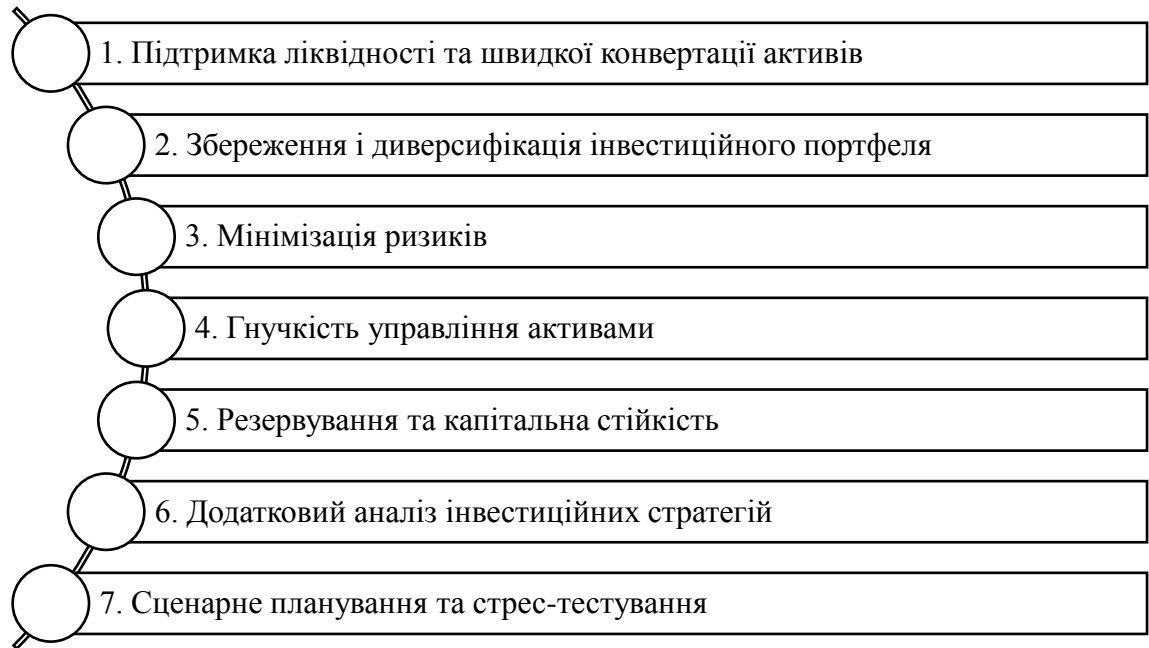 1. Підтримка ліквідності та швидкої конвертації активів
2. Збереження і диверсифікація інвестиційного портфеля
3. Мінімізація ризиків
4. Гнучкість управління активами
5. Резервування та капітальна стійкість
6. Додатковий аналіз інвестиційних стратегій
7. Сценарне планування та стрес-тестування